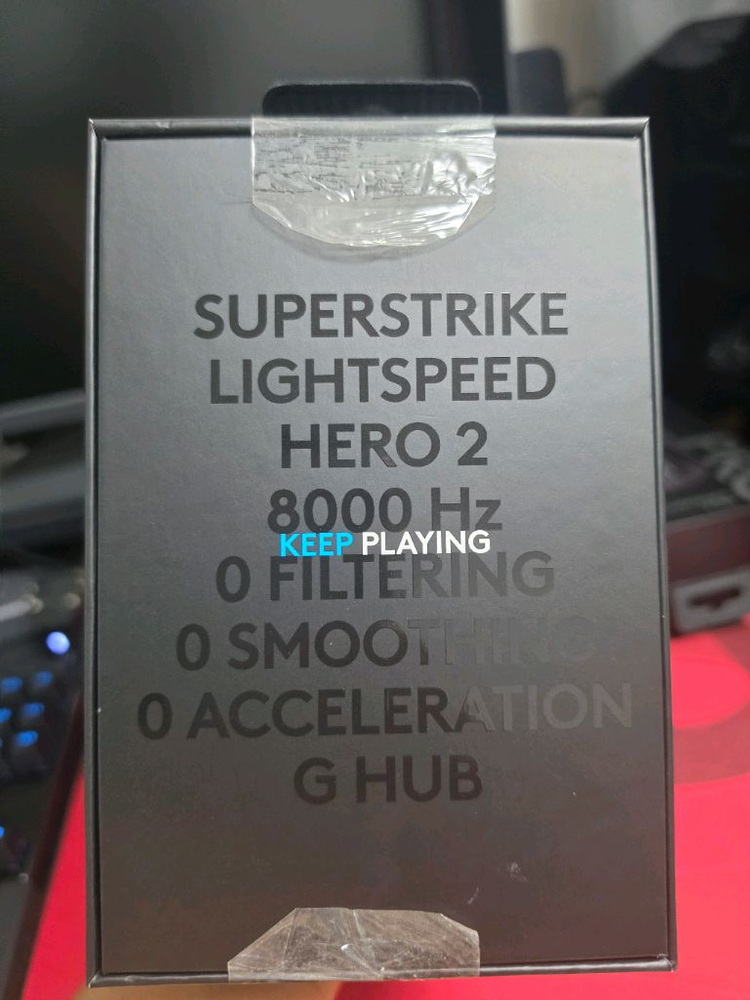 SUPERSTRIKE
LIGHTSPEED
HERO 2
8000 Hz
KEEP PLAYING
0 FILTERING
0 SMOOTHING
0 ACCELERATION
G HUB